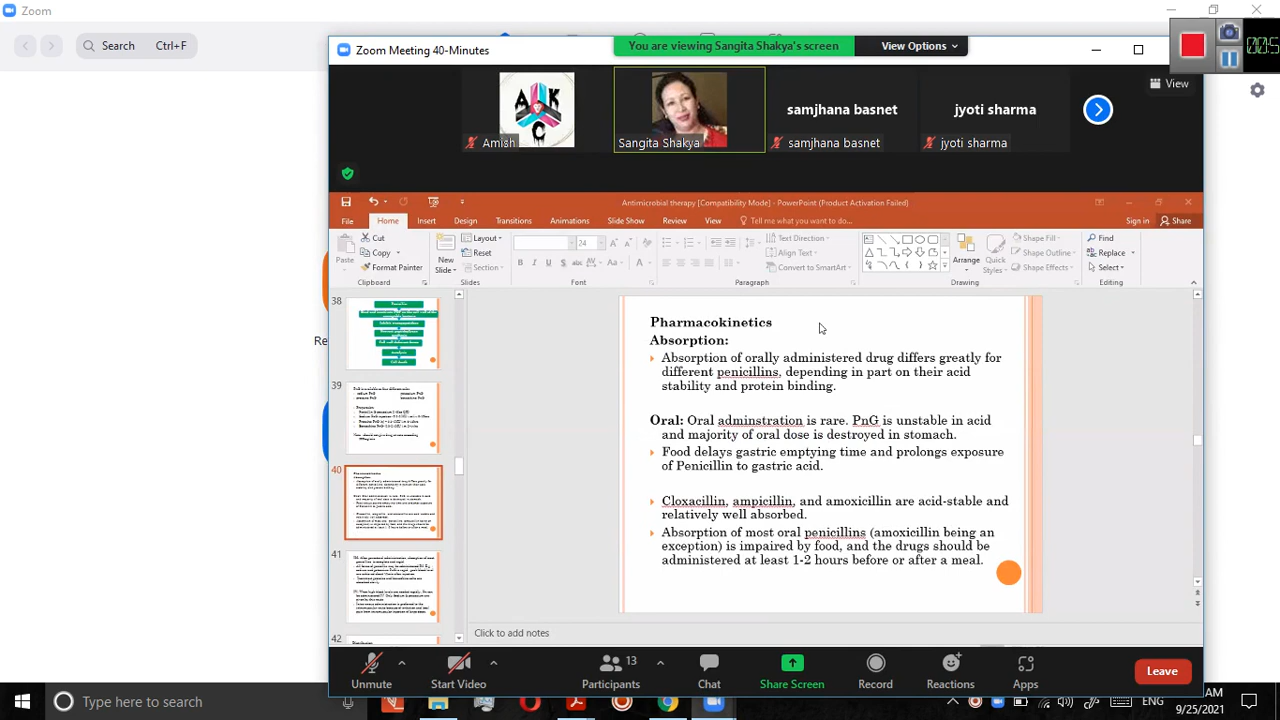 Zoom
Search Ctrl+F
Zoom Meeting 40-Minutes
You are viewing Sangita Shakya's screen
View Options
View
AKC
Amish
Sangita Shakya
samjhana basnet
samjhana basnet
jyoti sharma
jyoti sharma
Antimicrobial therapy [Compatibility Mode] - PowerPoint (Product Activation Failed)
File Home Insert Design Transitions Animations Slide Show Review View Tell me what you want to do... Sign in Share
Paste
Cut
Copy
Format Painter
Clipboard
New Slide
Layout
Reset
Section
Slides
24
Font
Text Direction
Align Text
Convert to SmartArt
Paragraph
Arrange
Quick Styles
Shape Fill
Shape Outline
Shape Effects
Drawing
Find
Replace
Select
Editing
38
39
40
41
42
Pharmacokinetics
Absorption:
Absorption of orally administered drug differs greatly for
different penicillins, depending in part on their acid
stability and protein binding.
Oral: Oral adminstration is rare. PnG is unstable in acid
and majority of oral dose is destroyed in stomach.
Food delays gastric emptying time and prolongs exposure
of Penicillin to gastric acid.
Cloxacillin, ampicillin, and amoxicillin are acid-stable and
relatively well absorbed.
Absorption of most oral penicillins (amoxicillin being an
exception) is impaired by food, and the drugs should be
administered at least 1-2 hours before or after a meal.
Click to add notes
Re
Unmute
Start Video
13
Participants
Chat
Share Screen
Record
Reactions
Apps
Leave
Type here to search
ENG
AM
9/25/2021